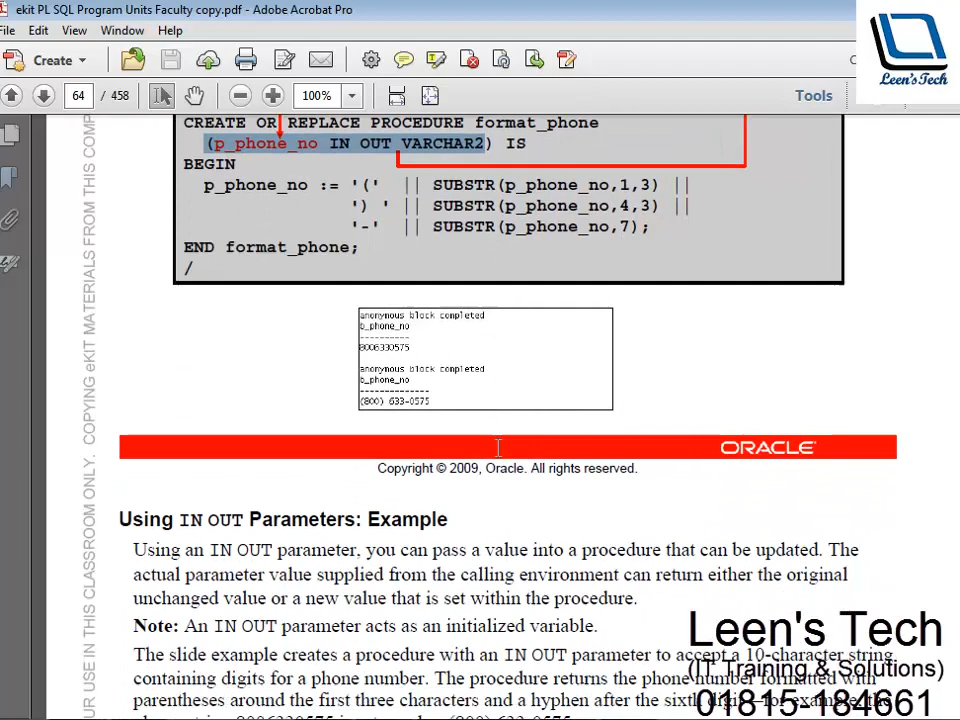 ekit PL SQL Program Units Faculty copy.pdf - Adobe Acrobat Pro
File Edit View Window Help
Create
Leen'sTech
64 / 458
100%
Tools
CREATE OR REPLACE PROCEDURE format_phone
(p_phone_no IN OUT VARCHAR2) IS
BEGIN
p_phone_no := '(' || SUBSTR(p_phone_no,1,3) ||
') ' || SUBSTR(p_phone_no,4,3) ||
'-' || SUBSTR(p_phone_no,7);
END format_phone;
/
anonymous block completed
b_phone_no
----------
8006330575
anonymous block completed
b_phone_no
--------------
(800) 633-0575
ORACLE
Copyright © 2009, Oracle. All rights reserved.
UR USE IN THIS CLASSROOM ONLY. COPYING eKIT MATERIALS FROM THIS COMP
Using IN OUT Parameters: Example
Using an IN OUT parameter, you can pass a value into a procedure that can be updated. The
actual parameter value supplied from the calling environment can return either the original
unchanged value or a new value that is set within the procedure.
Note: An IN OUT parameter acts as an initialized variable.
The slide example creates a procedure with an IN OUT parameter to accept a 10-character string
containing digits for a phone number. The procedure returns the phone number formatted with
parentheses around the first three characters and a hyphen after the sixth digit—for example, the
Leen's Tech
(IT Training & Solutions)
01815-184661